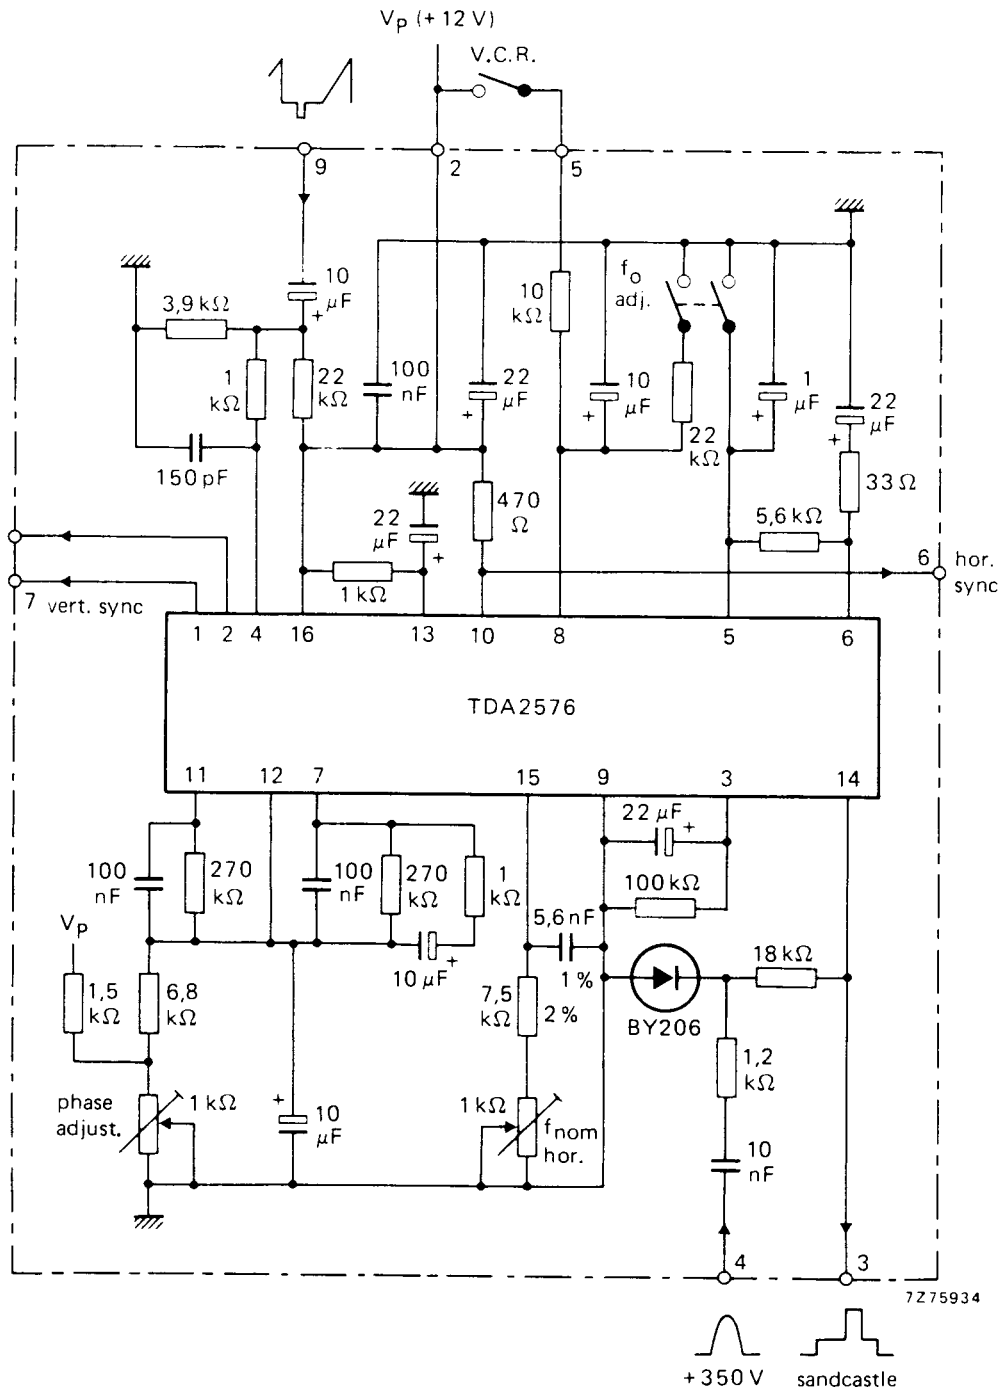 Vp (+ 12 V)
V.C.R.
9
2
5
10
μF
+
3,9 kΩ
1
kΩ
22
kΩ
100
nF
22
μF
+
10
kΩ
fo
adj.
10
μF
+
22
kΩ
1
μF
+
22
μF
+
33 Ω
150 pF
22
μF
+
470
Ω
5,6 kΩ
6
hor.
sync
1 kΩ
7
vert. sync
1
2
4
16
13
10
8
5
6
TDA2576
11
12
7
15
9
3
14
22 μF
+
100
nF
270
kΩ
100
nF
270
kΩ
1
kΩ
100 kΩ
5,6 nF
1 %
Vp
10 μF
+
18 kΩ
1,5
kΩ
6,8
kΩ
7,5
kΩ
2 %
BY206
1,2
kΩ
phase
adjust.
1 kΩ
+
10
μF
1 kΩ
fnom
hor.
10
nF
4
3
7Z75934
+ 350 V
sandcastle